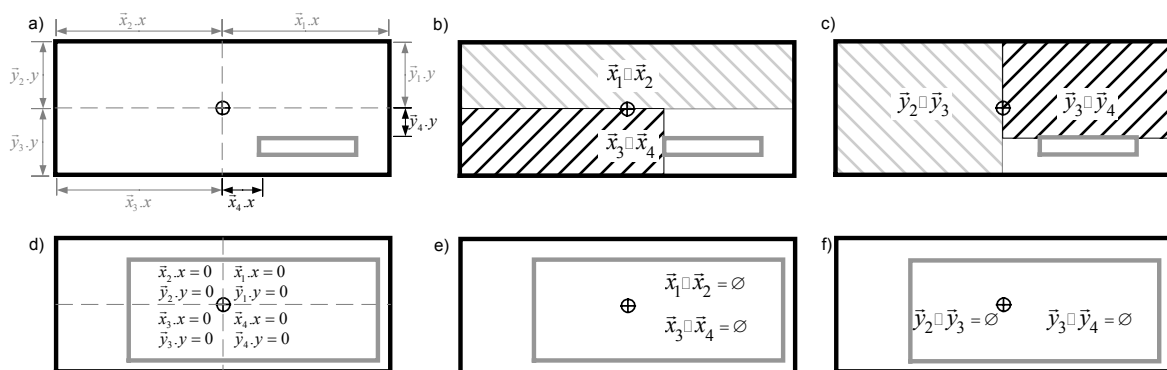 a)
x⃗₂.x
x⃗₁.x
y⃗₂.y
y⃗₁.y
y⃗₄.y
y⃗₃.y
x⃗₃.x
x⃗₄.x
b)
x⃗₁□x⃗₂
x⃗₃□x⃗₄
c)
y⃗₂□y⃗₃
y⃗₃□y⃗₄
d)
x⃗₂.x=0 x⃗₁.x=0
y⃗₂.y=0 y⃗₁.y=0
x⃗₃.x=0 x⃗₄.x=0
y⃗₃.y=0 y⃗₄.y=0
e)
x⃗₁□x⃗₂=∅
x⃗₃□x⃗₄=∅
f)
y⃗₂□y⃗₃=∅ y⃗₃□y⃗₄=∅